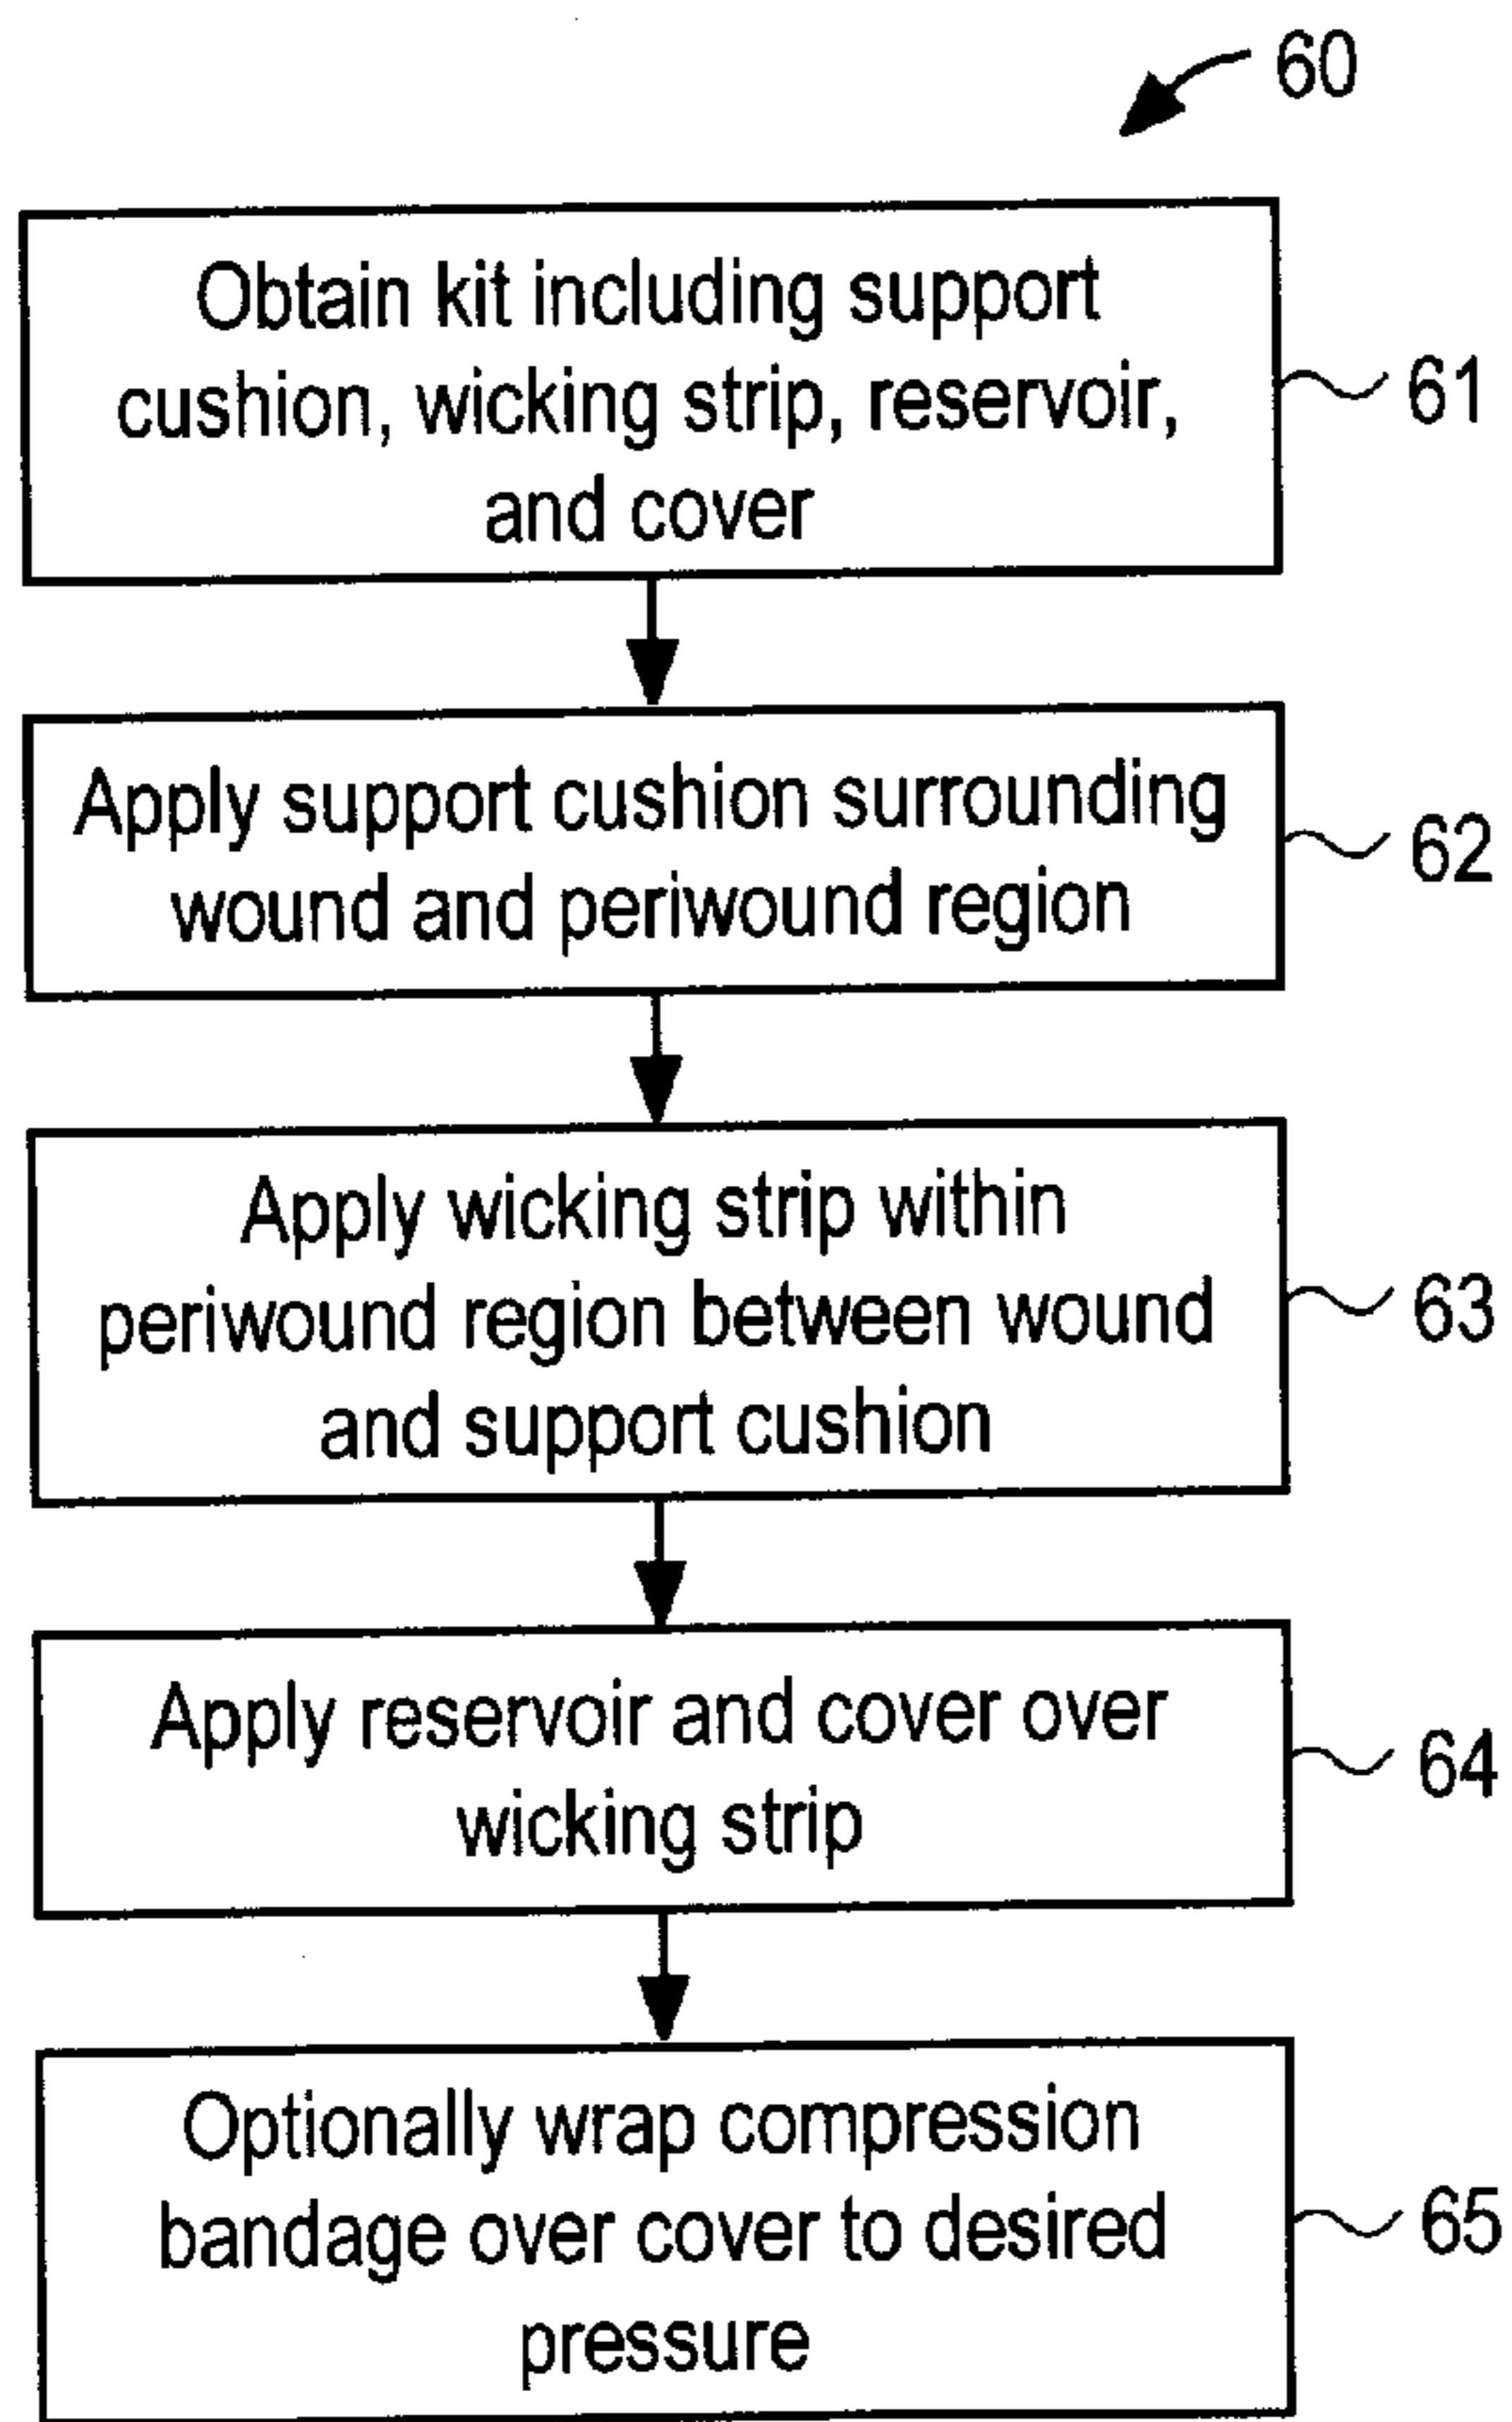 60
Obtain kit including support
cushion, wicking strip, reservoir,
and cover
61
Apply support cushion surrounding
wound and periwound region
62
Apply wicking strip within
periwound region between wound
and support cushion
63
Apply reservoir and cover over
wicking strip
64
Optionally wrap compression
bandage over cover to desired
pressure
65